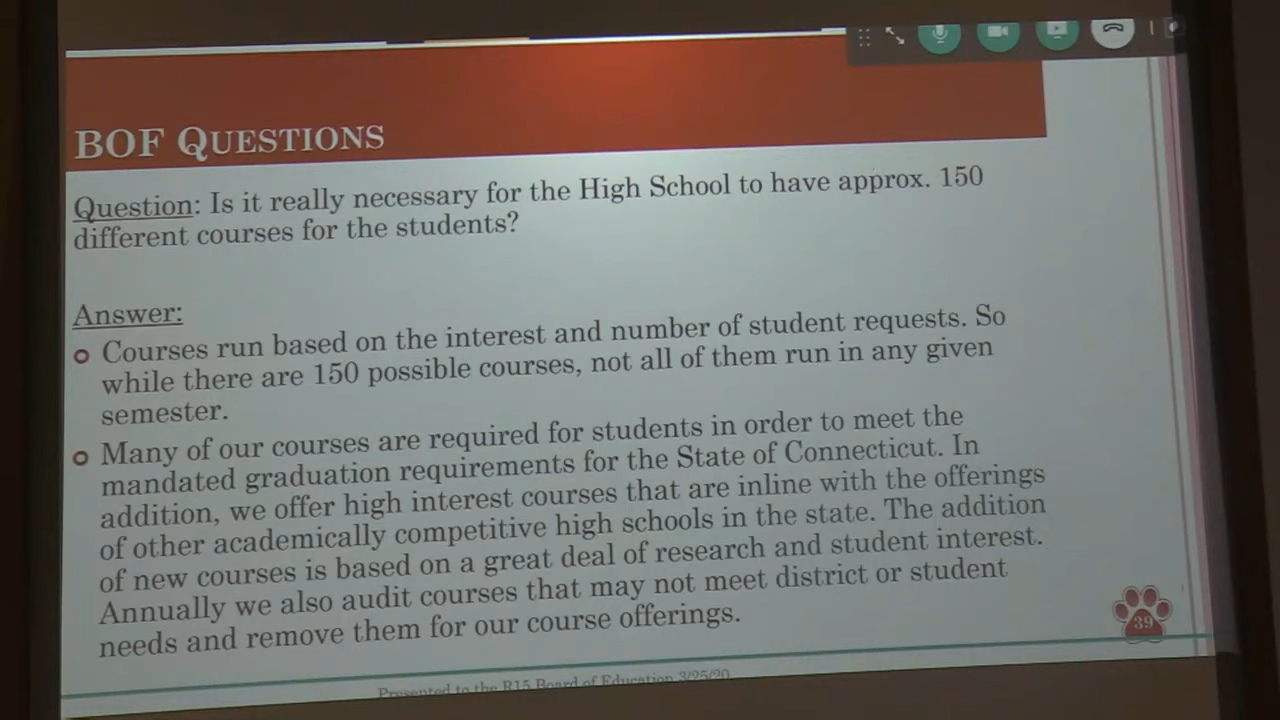 BOF QUESTIONS
Question: Is it really necessary for the High School to have approx. 150
different courses for the students?
Answer:
Courses run based on the interest and number of student requests. So
while there are 150 possible courses, not all of them run in any given
semester.
Many of our courses are required for students in order to meet the
mandated graduation requirements for the State of Connecticut. In
addition, we offer high interest courses that are inline with the offerings
of other academically competitive high schools in the state. The addition
of new courses is based on a great deal of research and student interest.
Annually we also audit courses that may not meet district or student
needs and remove them for our course offerings.
39
Presented to the R15 Board of Education 3/25/20